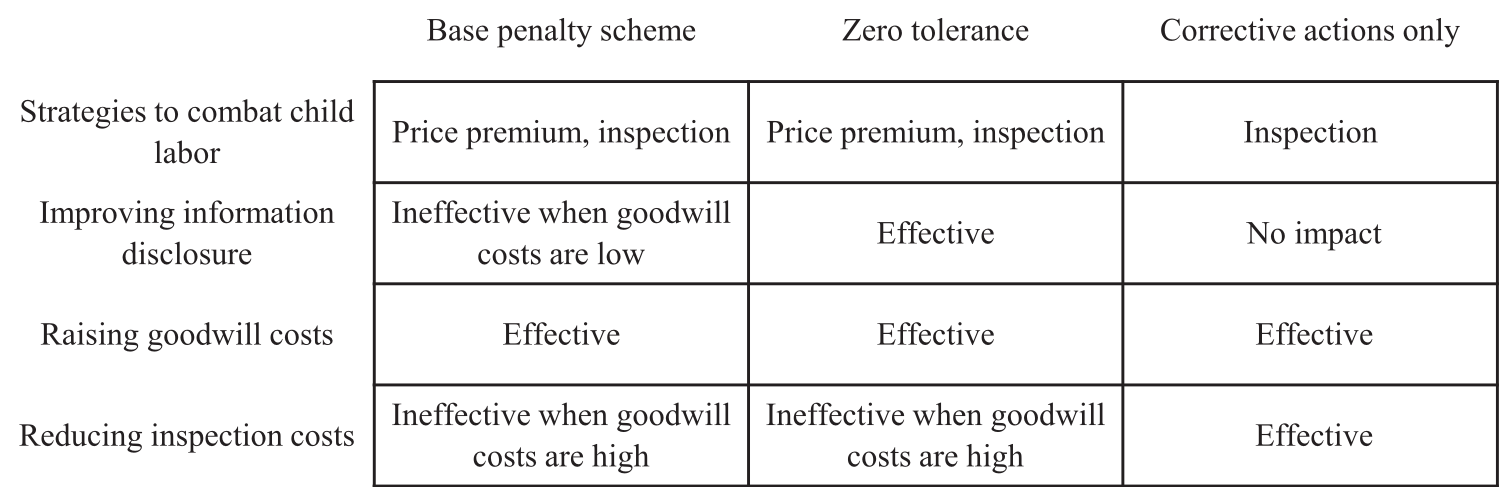 Base penalty scheme Zero tolerance Corrective actions only
Strategies to combat child
labor
Price premium, inspection Price premium, inspection Inspection
Improving information
disclosure
Ineffective when goodwill
costs are low
Effective No impact
Raising goodwill costs Effective Effective Effective
Reducing inspection costs
Ineffective when goodwill
costs are high
Ineffective when goodwill
costs are high
Effective